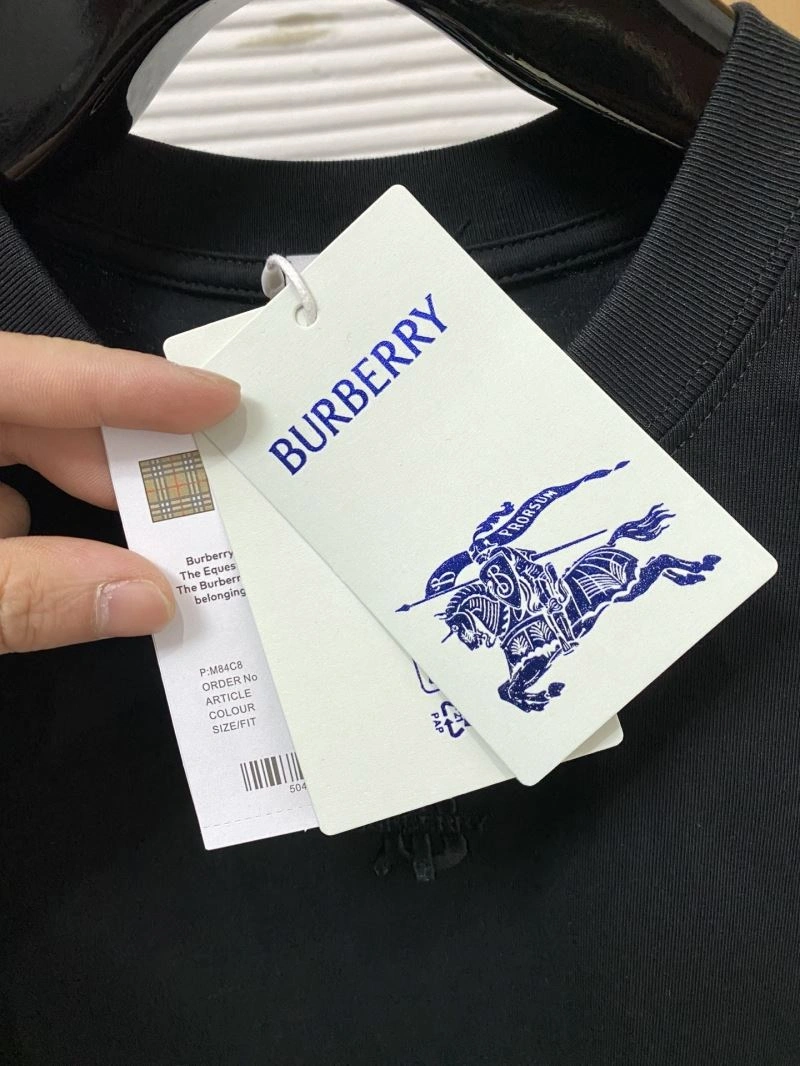 BURBERRY
PRORSUM
B
Burberry
The Eques
The Burberr
belonging
P:M84C8
ORDER No
ARTICLE
COLOUR
SIZE/FIT
504
PAP